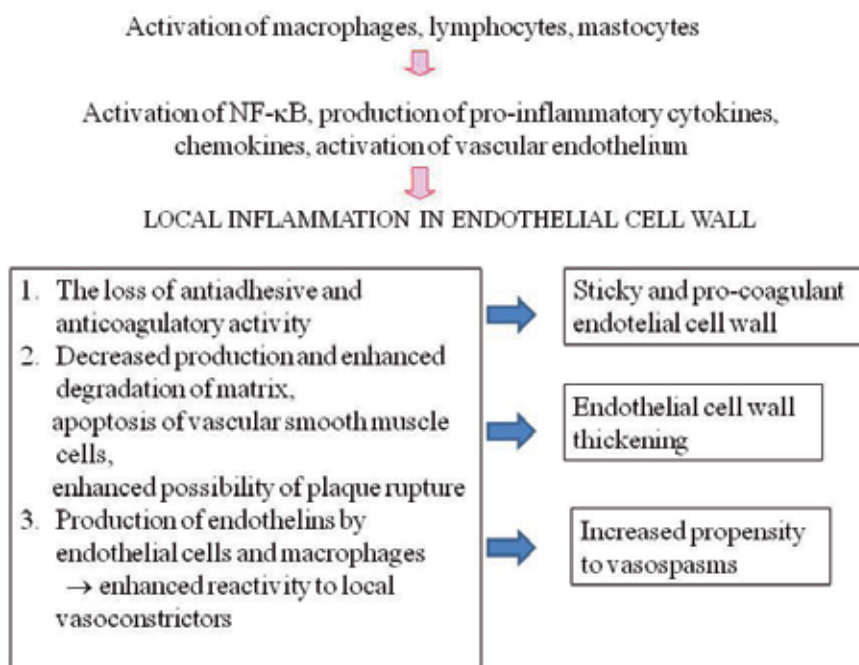 Activation of macrophages, lymphocytes, mastocytes
Activation of NF-κB, production of pro-inflammatory cytokines,
chemokines, activation of vascular endothelium
LOCAL INFLAMMATION IN ENDOTHELIAL CELL WALL
1. The loss of antiadhesive and
anticoagulatory activity
2. Decreased production and enhanced
degradation of matrix,
apoptosis of vascular smooth muscle
cells,
enhanced possibility of plaque rupture
3. Production of endothelins by
endothelial cells and macrophages
→ enhanced reactivity to local
vasoconstrictors
Sticky and pro-coagulant
endotelial cell wall
Endothelial cell wall
thickening
Increased propensity
to vasospasms